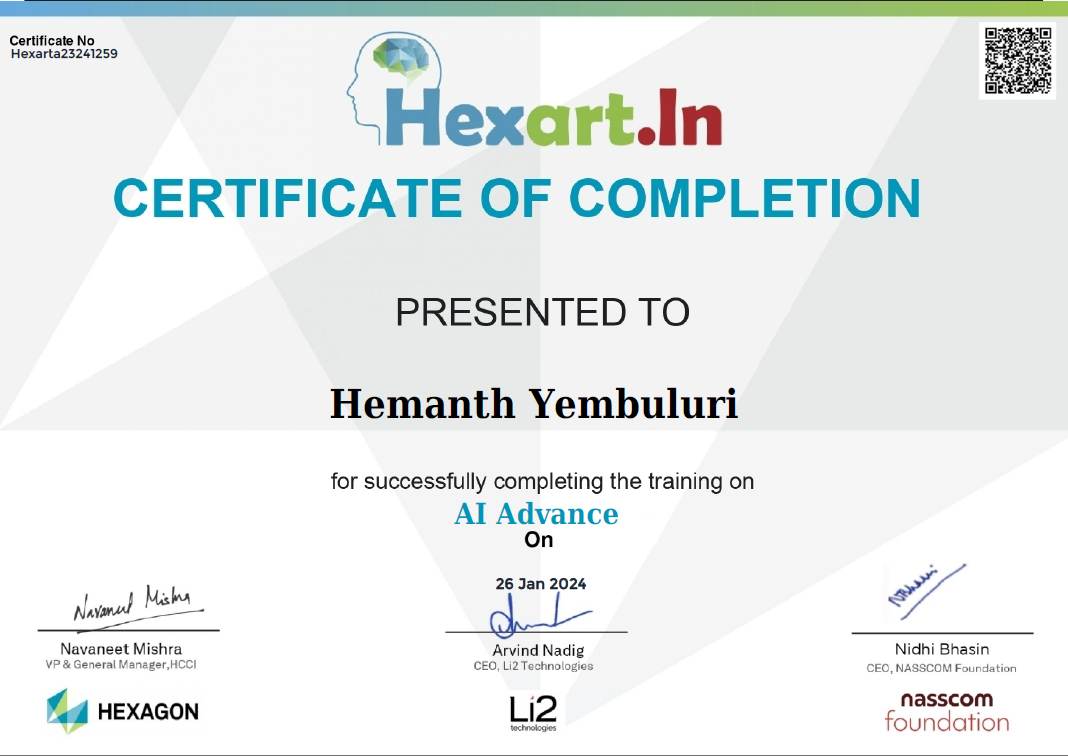 Certificate No
Hexarta23241259
Hexart.In
CERTIFICATE OF COMPLETION
PRESENTED TO
Hemanth Yembuluri
for successfully completing the training on
AI Advance
On
26 Jan 2024
Navaneet Mishra
Navaneet Mishra
VP & General Manager,HCCI
HEXAGON
Arvind Nadig
CEO, Li2 Technologies
Li2
technologies
Nidhi Bhasin
CEO, NASSCOM Foundation
nasscom
foundation